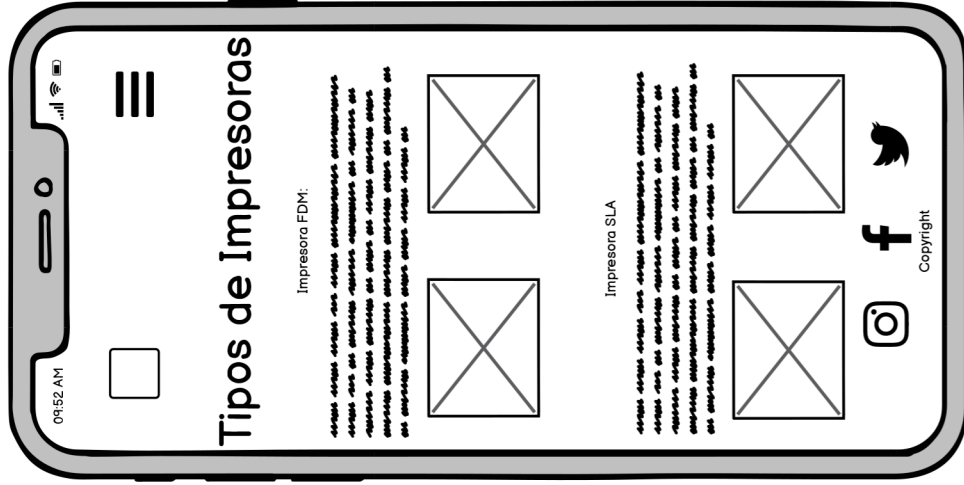 09:52 AM
Tipos de Impresoras
Impresora FDM:
Impresora SLA
Copyright